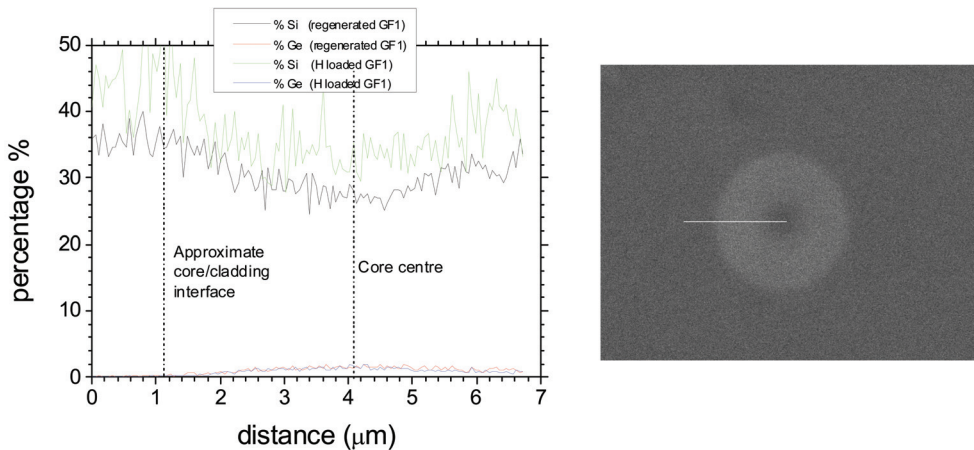 % Si (regenerated GF1)
% Ge (regenerated GF1)
% Si (H loaded GF1)
% Ge (H loaded GF1)
50
40
30
20
10
0
percentage %
Approximate
core/cladding
interface
Core centre
0 1 2 3 4 5 6 7
distance (μm)